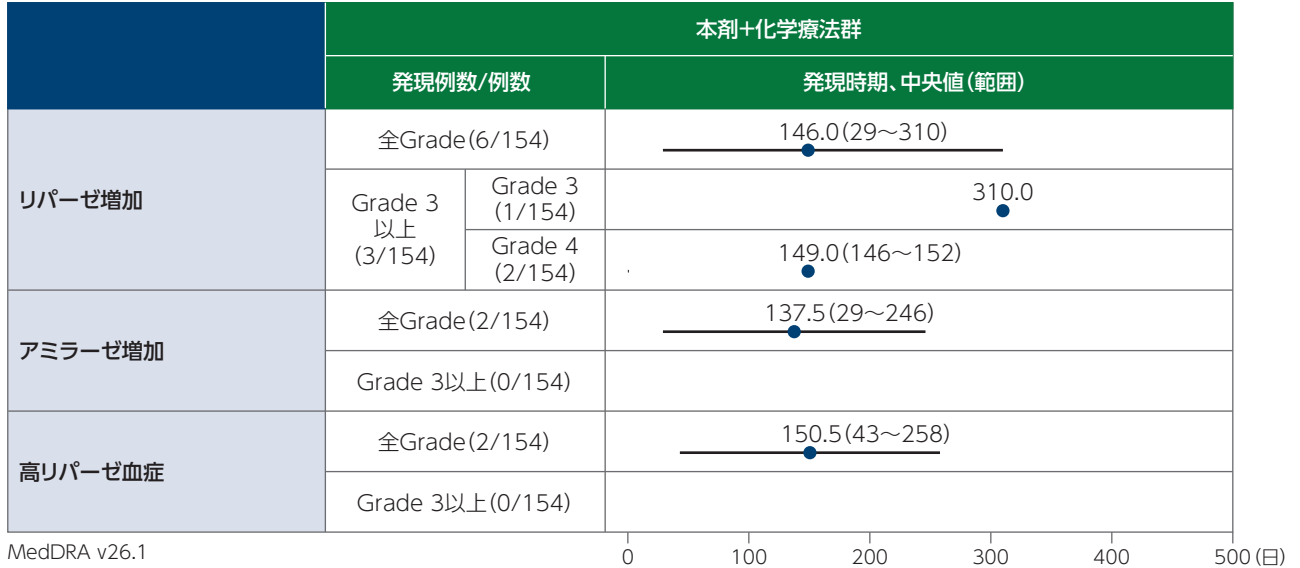 本剤+化学療法群
発現例数/例数
発現時期、中央値(範囲)
リパーゼ増加
全Grade(6/154)
146.0(29～310)
Grade 3
以上
(3/154)
Grade 3
(1/154)
310.0
Grade 4
(2/154)
149.0(146～152)
アミラーゼ増加
全Grade(2/154)
137.5(29～246)
Grade 3以上(0/154)
高リパーゼ血症
全Grade(2/154)
150.5(43～258)
Grade 3以上(0/154)
MedDRA v26.1
0 100 200 300 400 500(日)